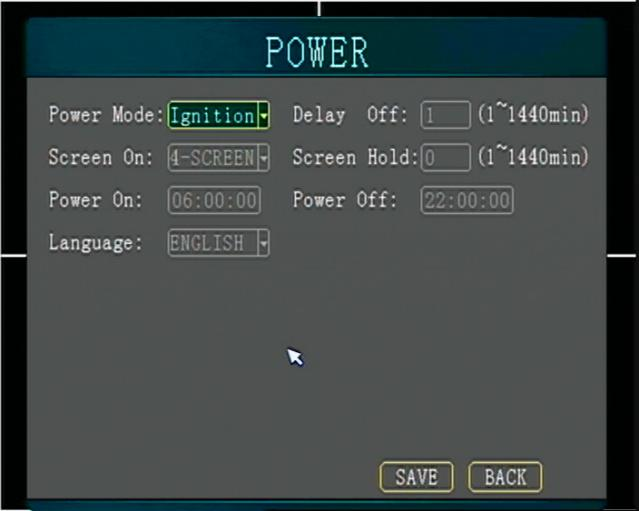 POWER
Power Mode: Ignition Delay Off: 1 (1~1440min)
Screen On: 4-SCREEN Screen Hold: 0 (1~1440min)
Power On: 06:00:00 Power Off: 22:00:00
Language: ENGLISH
SAVE BACK